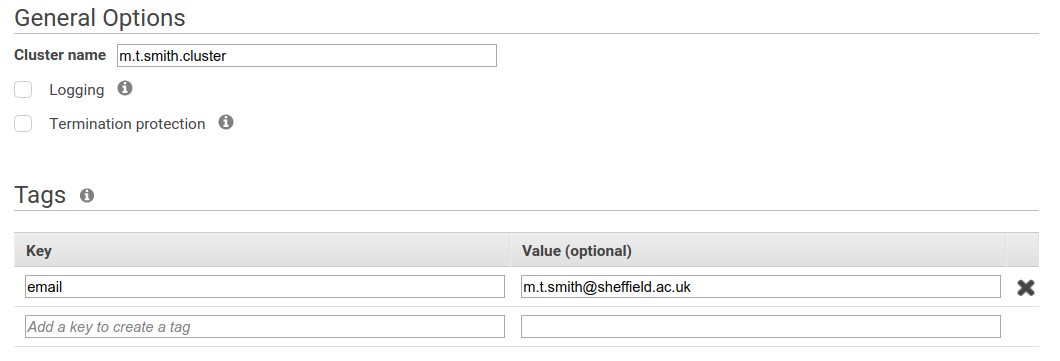 General Options
Cluster name m.t.smith.cluster
Logging
Termination protection
Tags
Key Value (optional)
email m.t.smith@sheffield.ac.uk
Add a key to create a tag